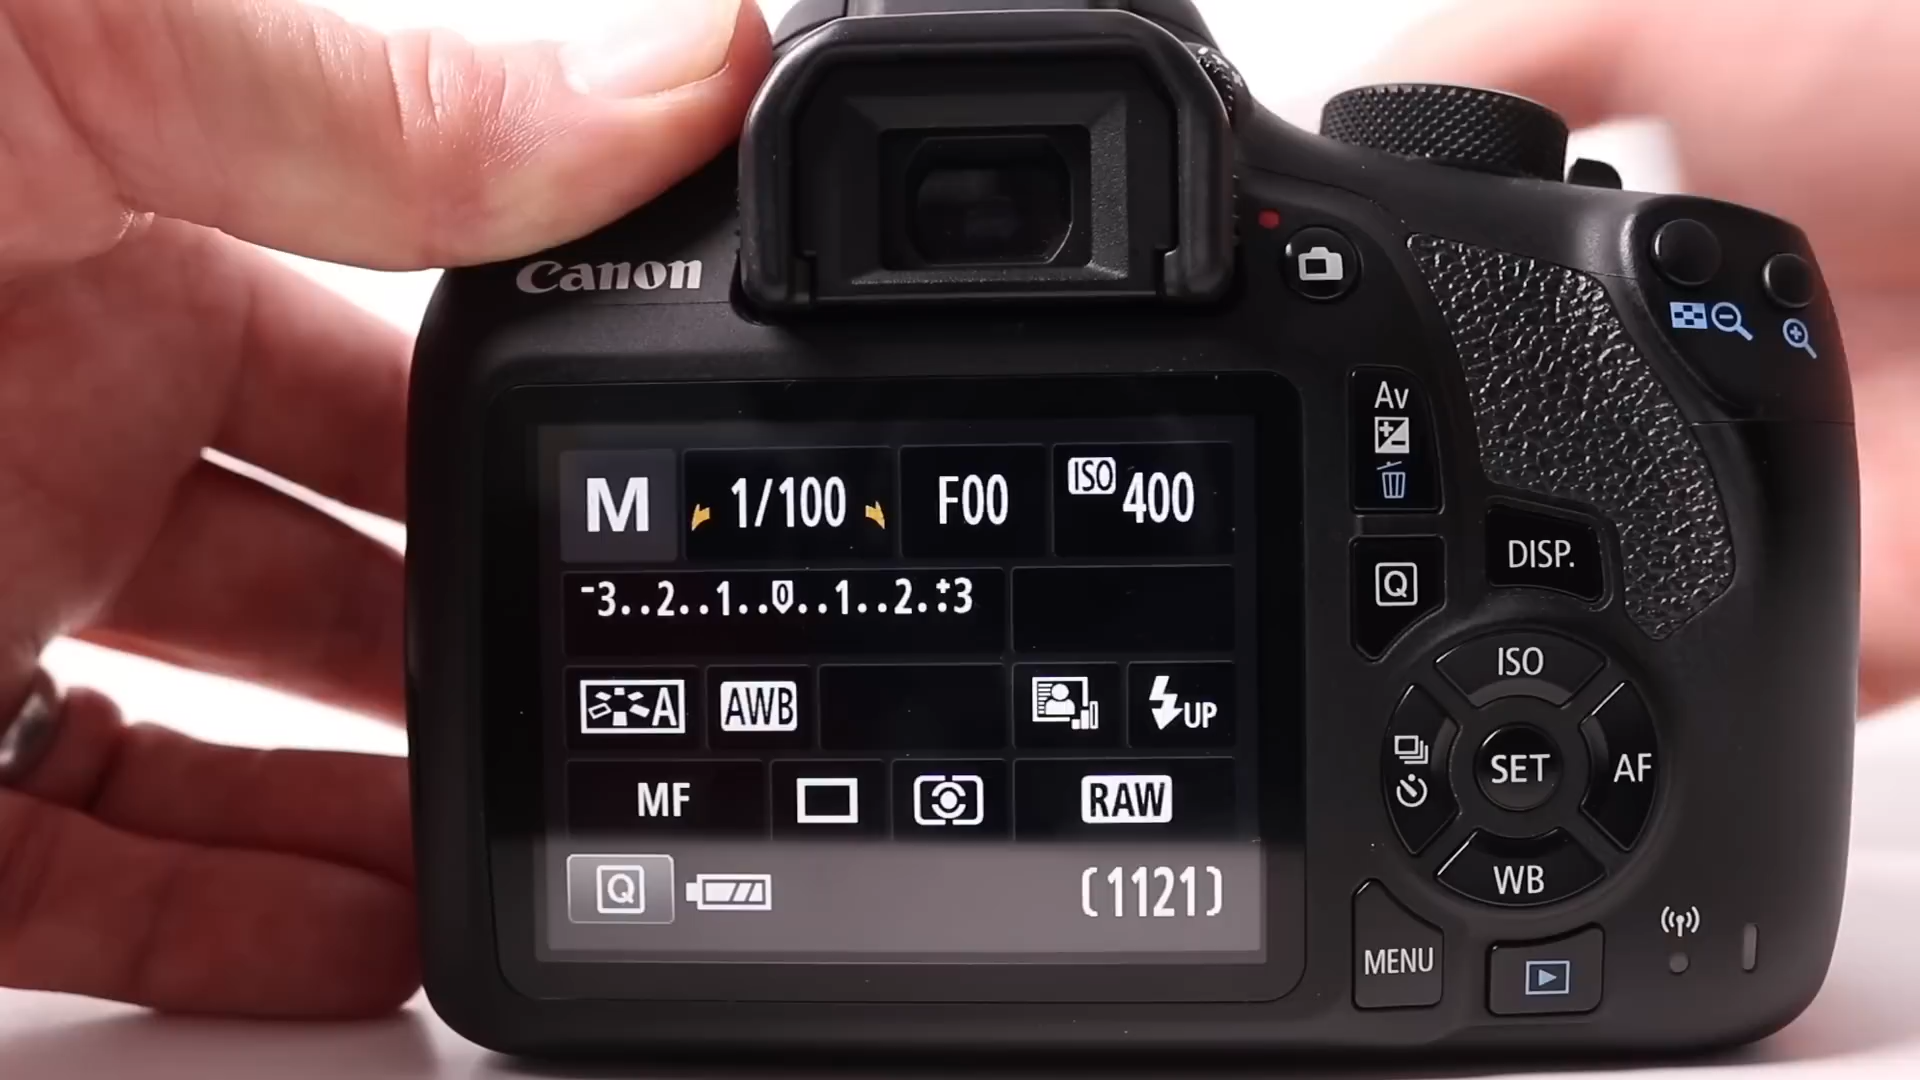 Canon
Av
M 1/100 F00 ISO 400
-3..2..1..0..1..2.:+3
DISP.
Q
ISO
A AWB UP
AF
SET
MF RAW
WB
Q (1121)
MENU